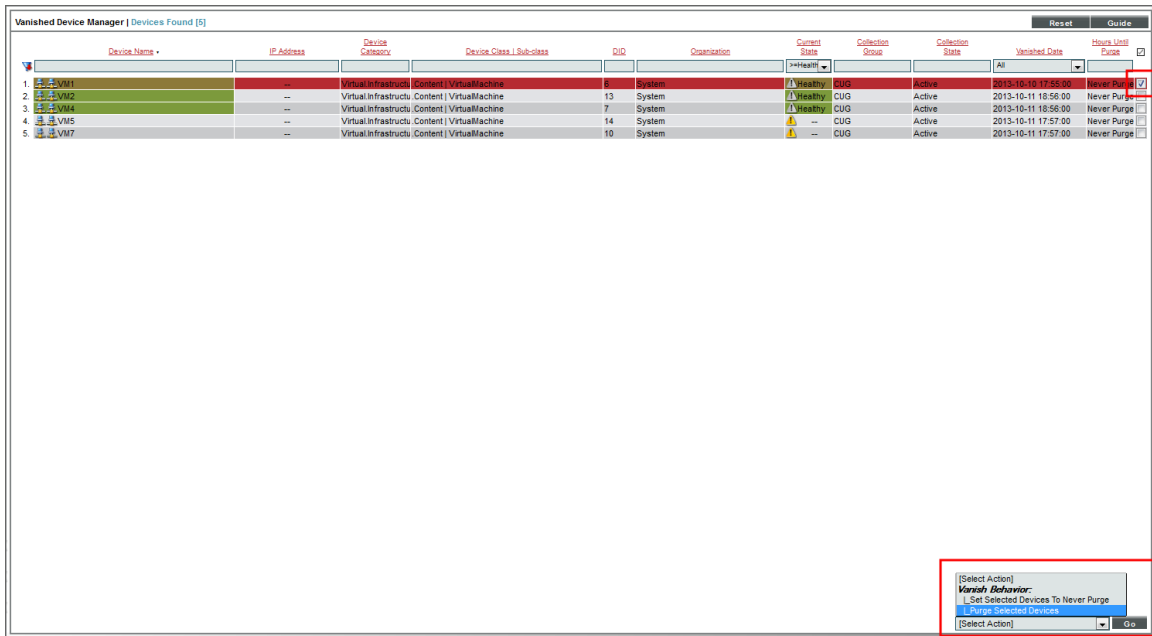 Vanished Device Manager | Devices Found [5] Reset Guide
Device Name IP Address Device Category Device Class | Sub-class DID Organization Current State Collection Group Collection State Vanished Date Hours Until Purge
>=Health All
1. VM1 -- Virtual.Infrastructu. Content | VirtualMachine 6 System Healthy CUG Active 2013-10-10 17:55:00 Never Purge
2. VM2 -- Virtual.Infrastructu. Content | VirtualMachine 13 System Healthy CUG Active 2013-10-11 18:56:00 Never Purge
3. VM4 -- Virtual.Infrastructu. Content | VirtualMachine 7 System Healthy CUG Active 2013-10-11 18:56:00 Never Purge
4. VM5 -- Virtual.Infrastructu. Content | VirtualMachine 14 System -- CUG Active 2013-10-11 17:57:00 Never Purge
5. VM7 -- Virtual.Infrastructu. Content | VirtualMachine 10 System -- CUG Active 2013-10-11 17:57:00 Never Purge
[Select Action]
Vanish Behavior:
|_Set Selected Devices To Never Purge
|_Purge Selected Devices
[Select Action] Go